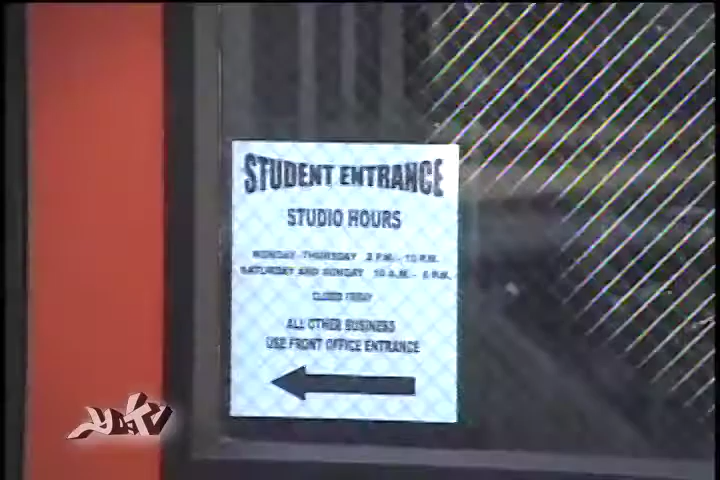 STUDENT ENTRANCE
STUDIO HOURS
MONDAY-THURSDAY 2 P.M. - 10 P.M.
SATURDAY AND SUNDAY 10 A.M. - 6 P.M.
CLOSED FRIDAY
ALL OTHER BUSINESS
USE FRONT OFFICE ENTRANCE